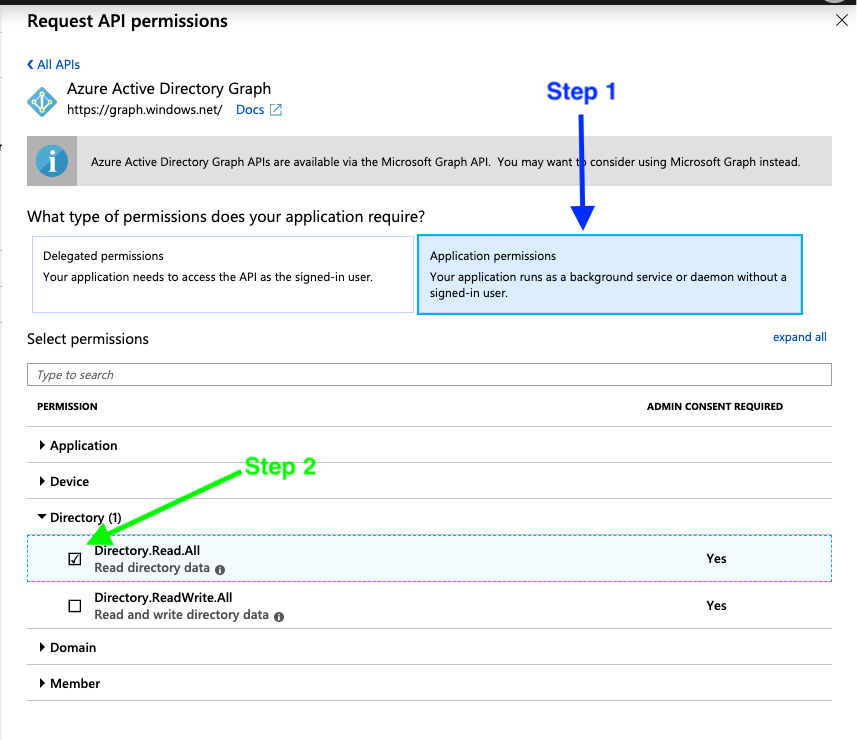 Request API permissions
All APIs
Azure Active Directory Graph
https://graph.windows.net/ Docs
Step 1
Azure Active Directory Graph APIs are available via the Microsoft Graph API. You may want to consider using Microsoft Graph instead.
What type of permissions does your application require?
Delegated permissions
Your application needs to access the API as the signed-in user.
Application permissions
Your application runs as a background service or daemon without a
signed-in user.
Select permissions
expand all
Type to search
PERMISSION ADMIN CONSENT REQUIRED
Application
Step 2
Device
Directory (1)
Directory.Read.All
Read directory data
Yes
Directory.ReadWrite.All
Read and write directory data
Yes
Domain
Member